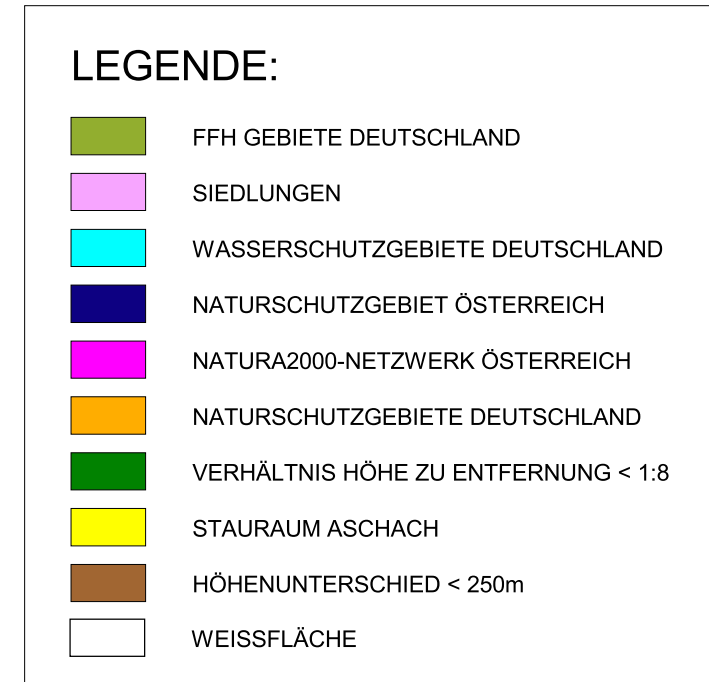 LEGENDE:
FFH GEBIETE DEUTSCHLAND
SIEDLUNGEN
WASSERSCHUTZGEBIETE DEUTSCHLAND
NATURSCHUTZGEBIET ÖSTERREICH
NATURA2000-NETZWERK ÖSTERREICH
NATURSCHUTZGEBIETE DEUTSCHLAND
VERHÄLTNIS HÖHE ZU ENTFERNUNG < 1:8
STAURAUM ASCHACH
HÖHENUNTERSCHIED < 250m
WEISSFLÄCHE